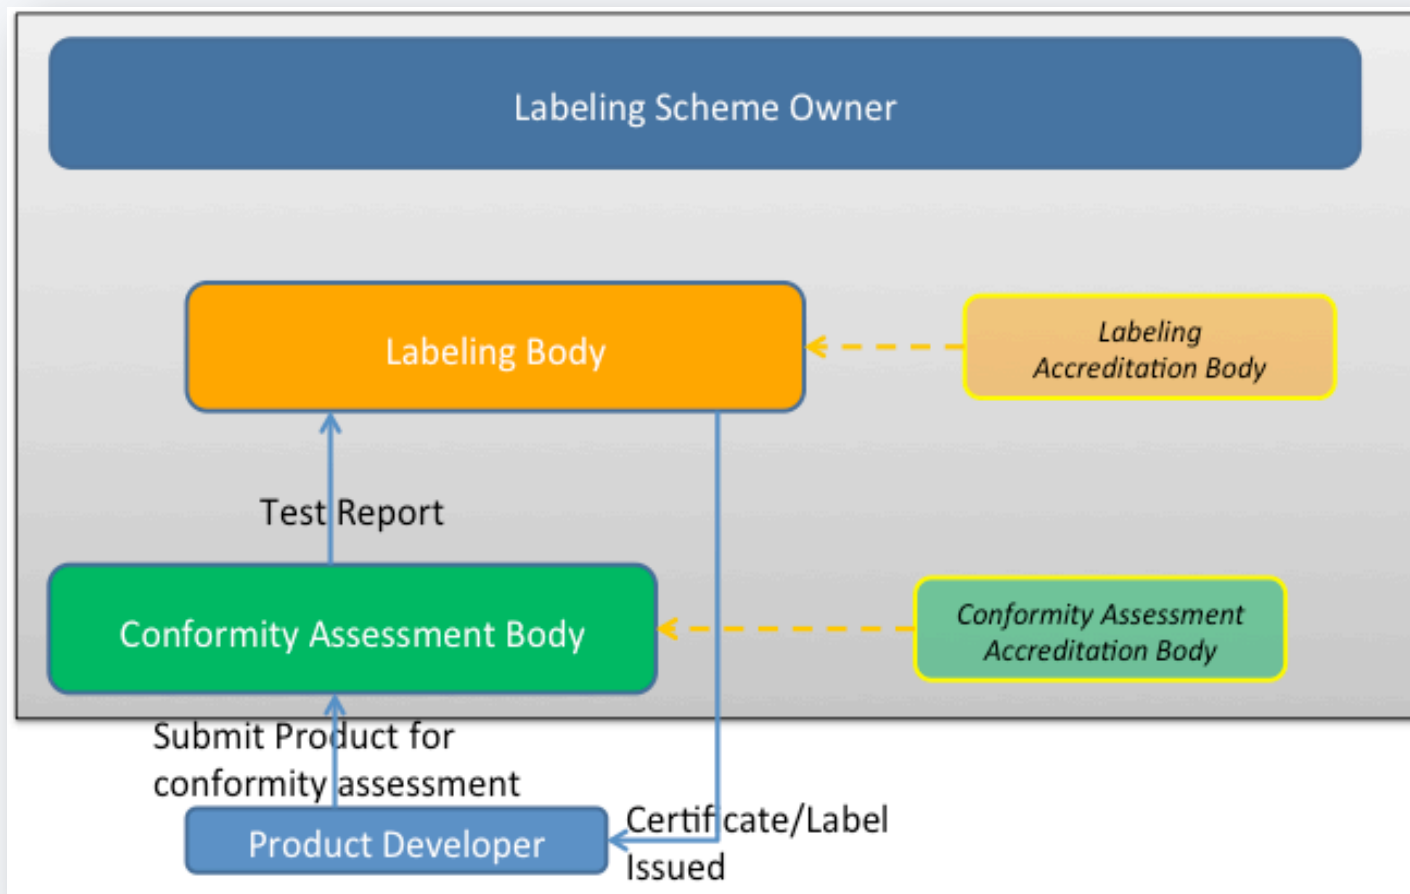 Labeling Scheme Owner
Labeling Body
Labeling
Accreditation Body
Test Report
Conformity Assessment Body
Conformity Assessment
Accreditation Body
Submit Product for
conformity assessment
Product Developer
Certificate/Label
Issued